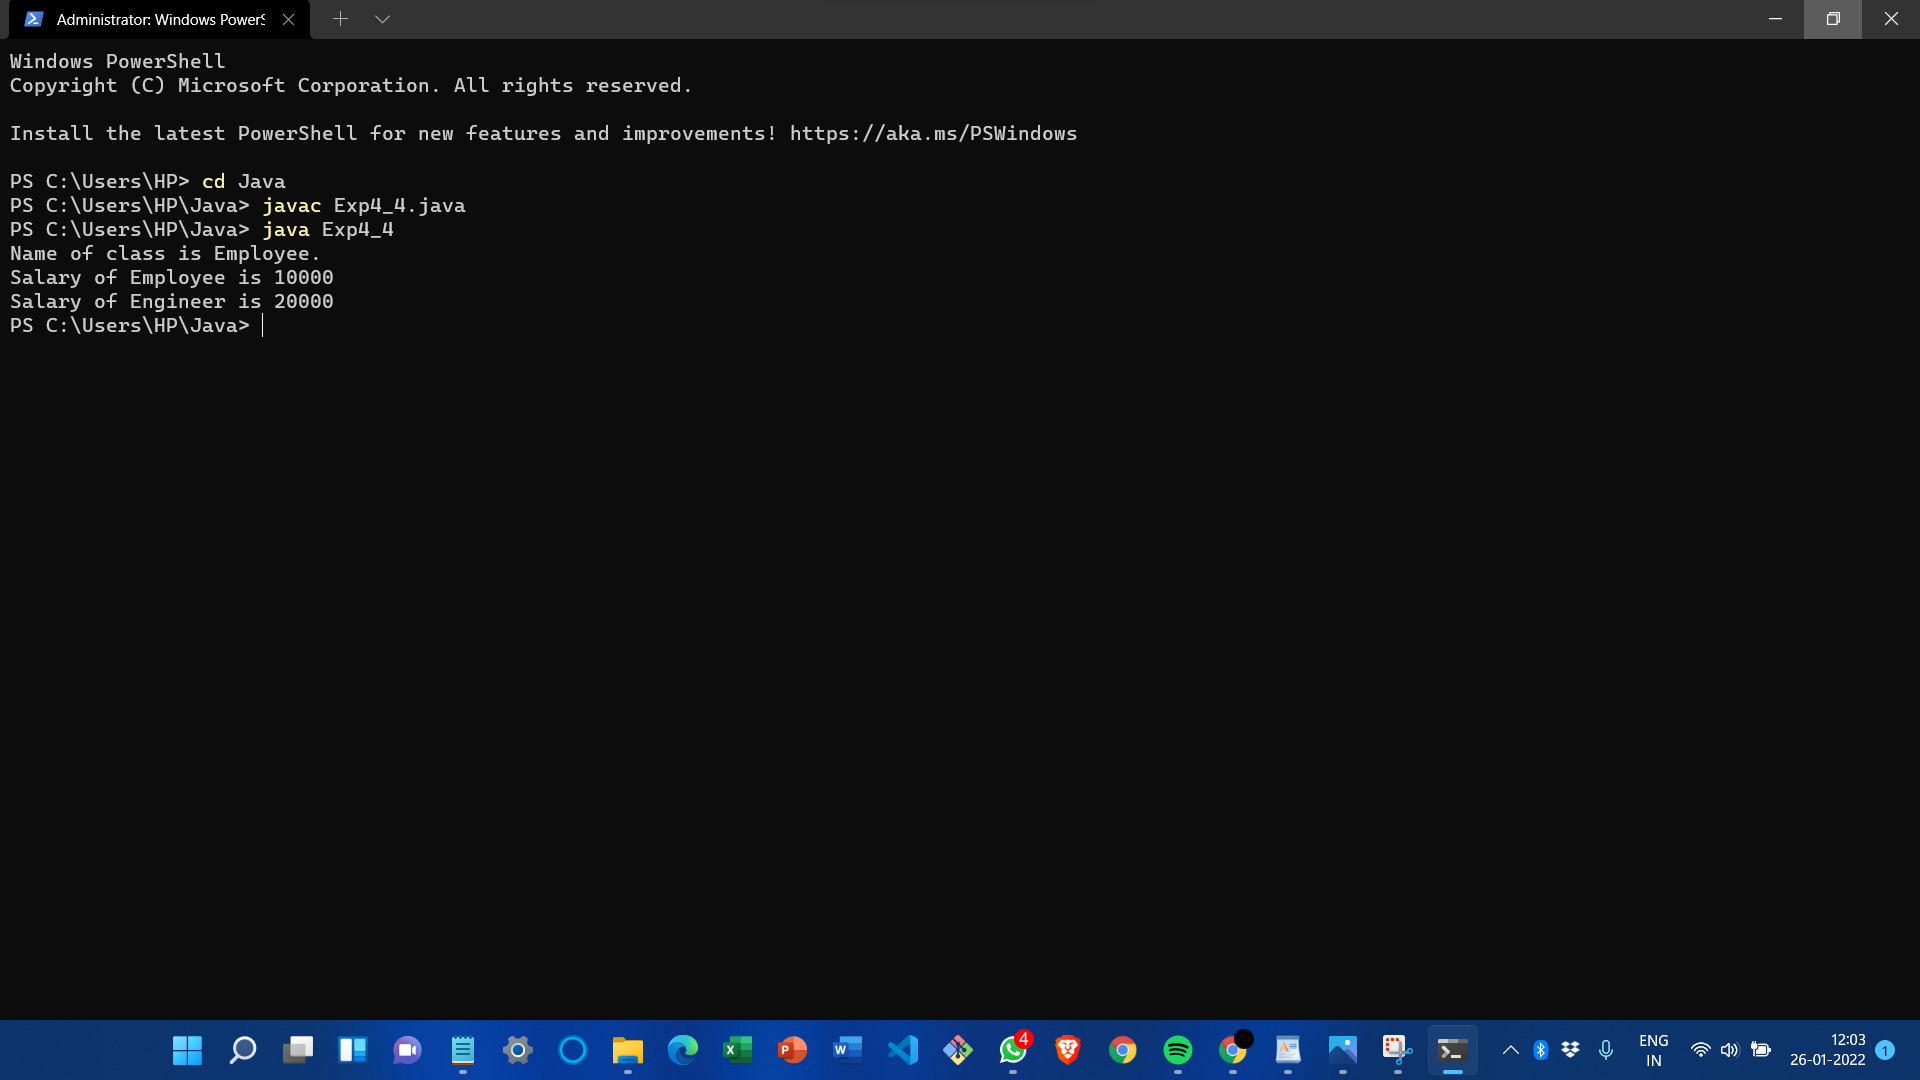 Administrator: Windows PowerS
Windows PowerShell
Copyright (C) Microsoft Corporation. All rights reserved.
Install the latest PowerShell for new features and improvements! https://aka.ms/PSWindows
PS C:\Users\HP> cd Java
PS C:\Users\HP\Java> javac Exp4_4.java
PS C:\Users\HP\Java> java Exp4_4
Name of class is Employee.
Salary of Employee is 10000
Salary of Engineer is 20000
PS C:\Users\HP\Java>
4
ENG
IN
12:03
26-01-2022
1